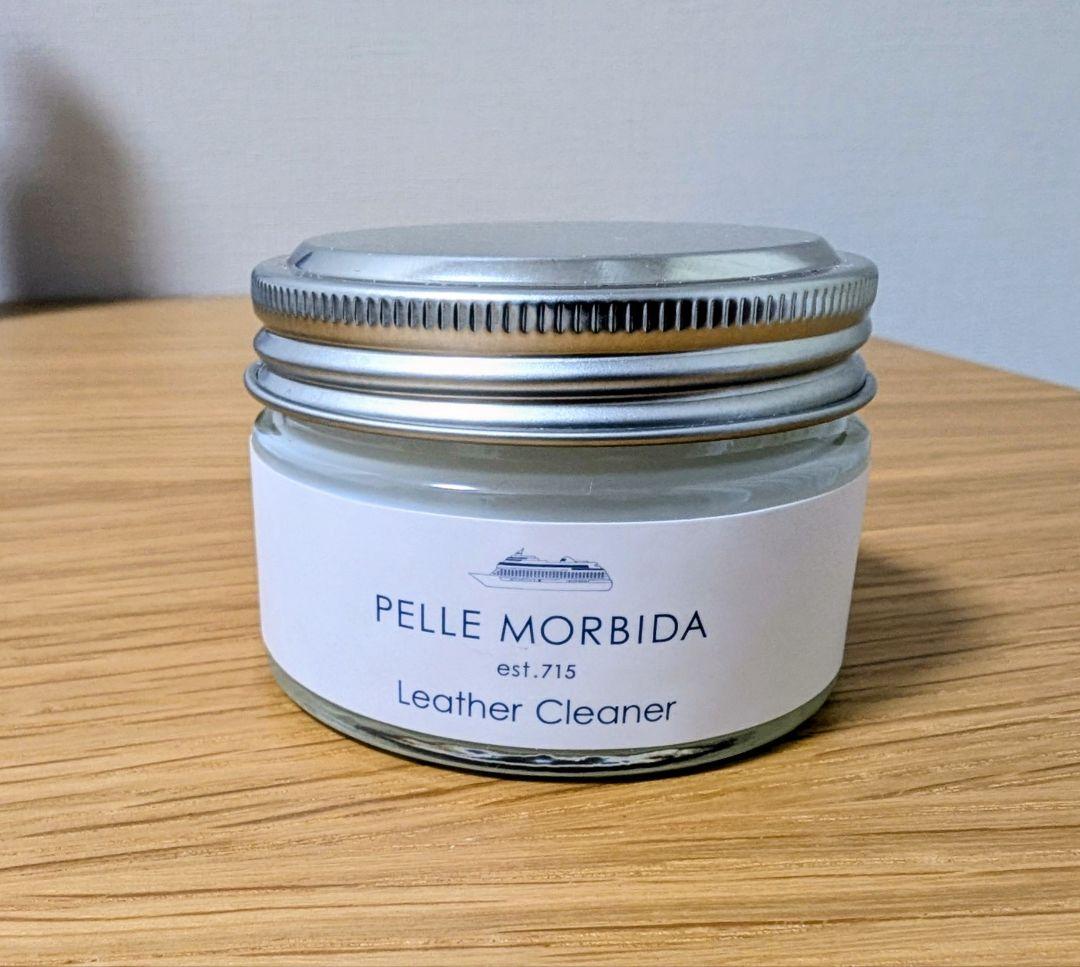 PELLE MORBIDA
est.715
Leather Cleaner